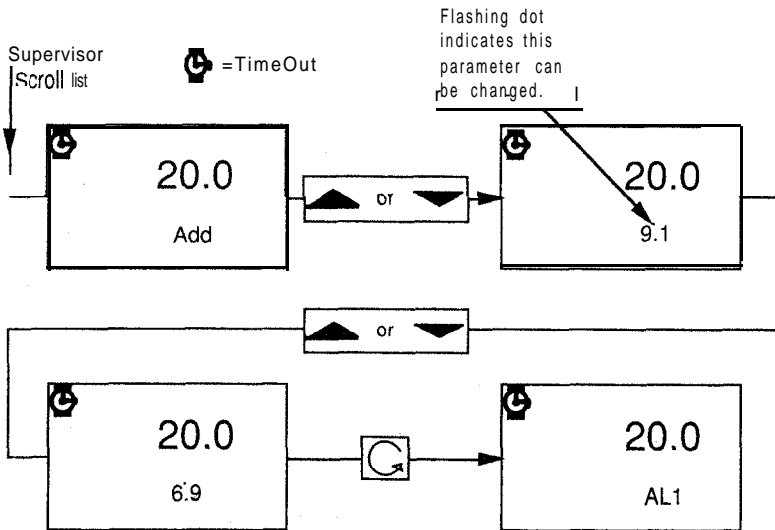 Supervisor
Scroll list
=TimeOut
Flashing dot
indicates this
parameter can
be changed.
20.0
Add
or
20.0
9.1
or
20.0
6.9
20.0
AL1